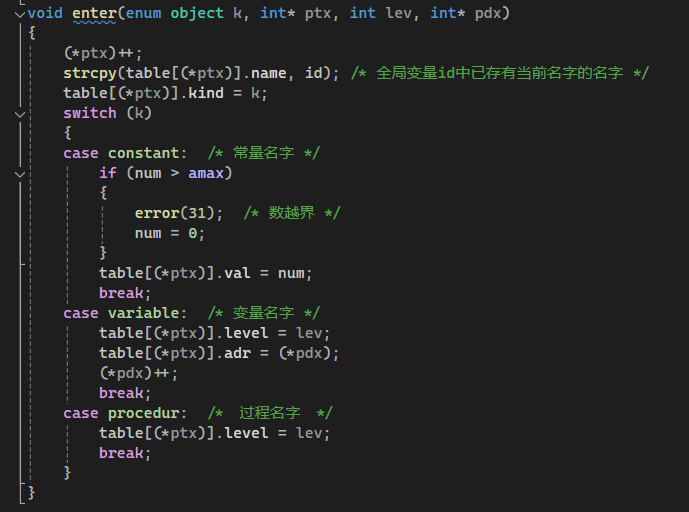 void enter(enum object k, int* ptx, int lev, int* pdx)
{
    (*ptx)++;
    strcpy(table[(*ptx)].name, id); /* 全局变量id中已存有当前名字的名字 */
    table[(*ptx)].kind = k;
    switch (k)
    {
    case constant:  /* 常量名字 */
        if (num > amax)
        {
            error(31);  /* 数越界 */
            num = 0;
        }
        table[(*ptx)].val = num;
        break;
    case variable:  /* 变量名字 */
        table[(*ptx)].level = lev;
        table[(*ptx)].adr = (*pdx);
        (*pdx)++;
        break;
    case procedur:  /*  过程名字  */
        table[(*ptx)].level = lev;
        break;
    }
}